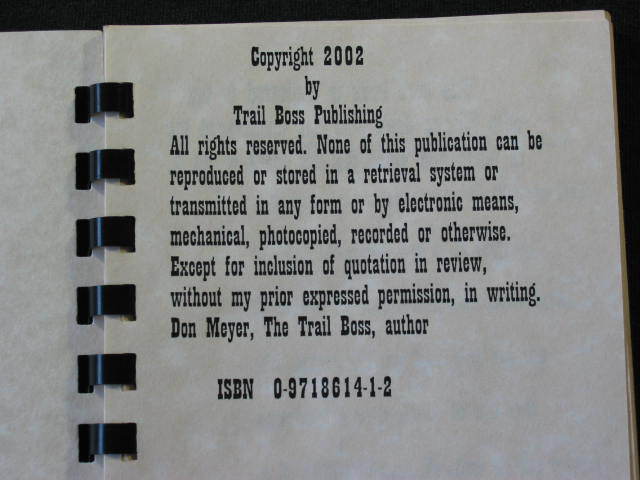 Copyright 2002
by
Trail Boss Publishing
All rights reserved. None of this publication can be
reproduced or stored in a retrieval system or
transmitted in any form or by electronic means,
mechanical, photocopied, recorded or otherwise.
Except for inclusion of quotation in review,
without my prior expressed permission, in writing.
Don Meyer, The Trail Boss, author
ISBN 0-9718614-1-2